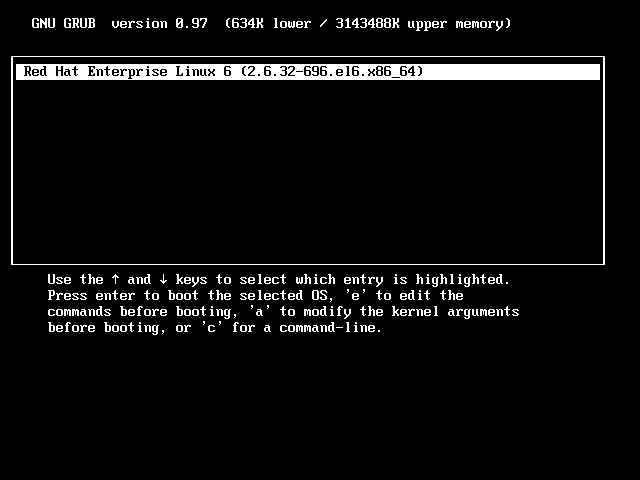 GNU GRUB  version 0.97  (634K lower / 3143488K upper memory)
Red Hat Enterprise Linux 6 (2.6.32-696.el6.x86_64)
Use the ↑ and ↓ keys to select which entry is highlighted.
Press enter to boot the selected OS, 'e' to edit the
commands before booting, 'a' to modify the kernel arguments
before booting, or 'c' for a command-line.